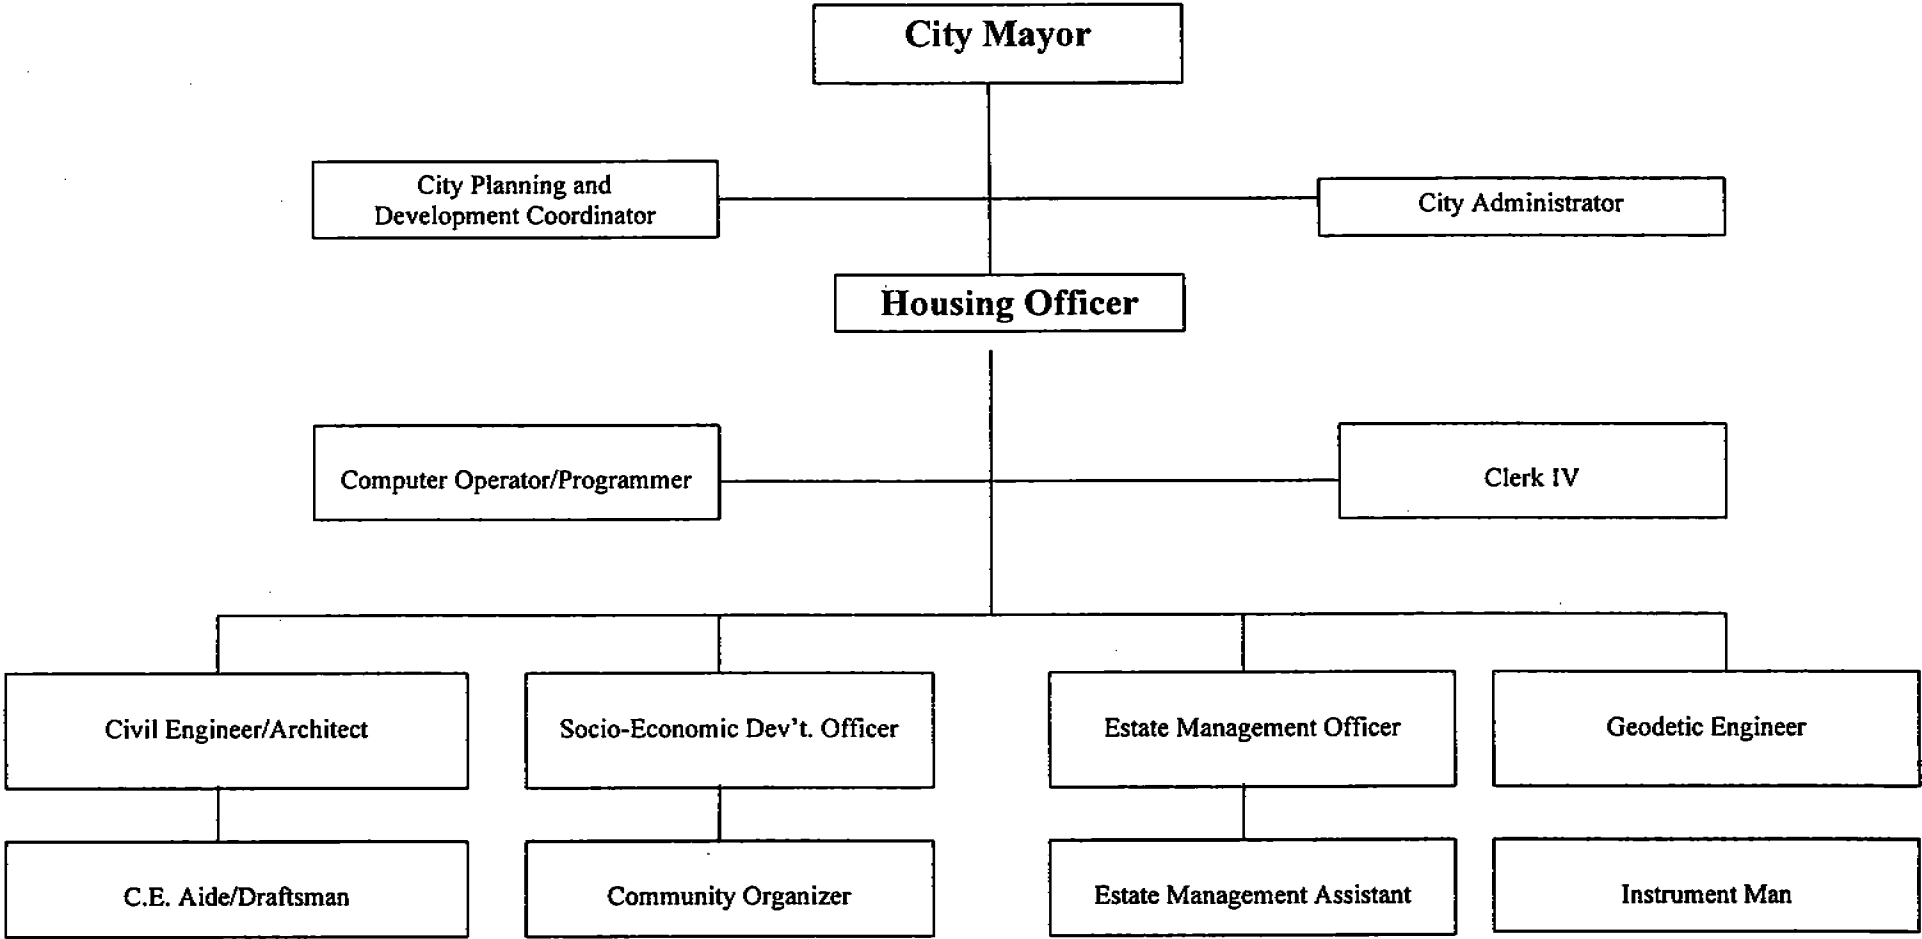 City Mayor
City Planning and
Development Coordinator
City Administrator
Housing Officer
Computer Operator/Programmer
Clerk IV
Civil Engineer/Architect
Socio-Economic Dev't. Officer
Estate Management Officer
Geodetic Engineer
C.E. Aide/Draftsman
Community Organizer
Estate Management Assistant
Instrument Man